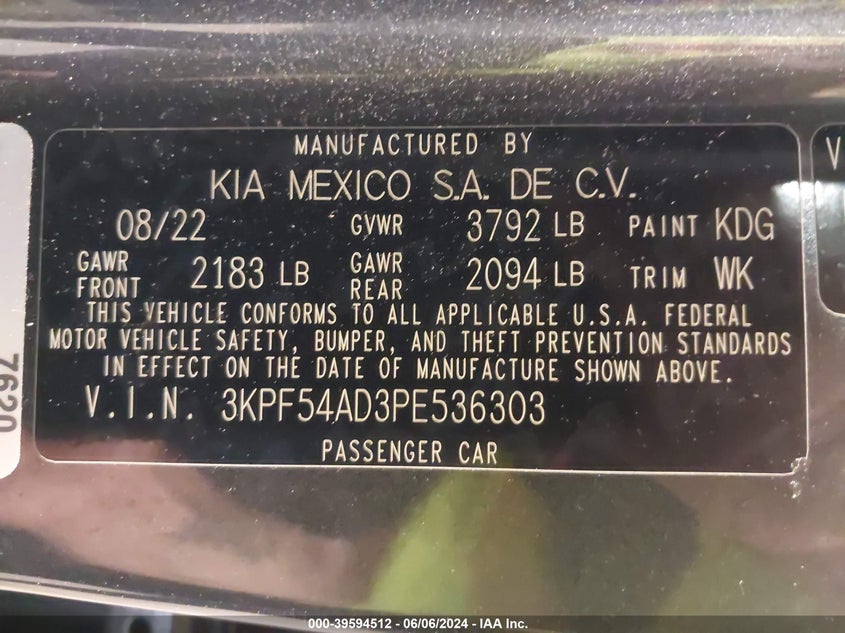 MANUFACTURED BY
KIA MEXICO S.A. DE C.V.
08/22 GVWR 3792 LB PAINT KDG
GAWR FRONT 2183 LB GAWR REAR 2094 LB TRIM WK
THIS VEHICLE CONFORMS TO ALL APPLICABLE U.S.A. FEDERAL
MOTOR VEHICLE SAFETY, BUMPER, AND THEFT PREVENTION STANDARDS
IN EFFECT ON THE DATE OF MANUFACTURE SHOWN ABOVE.
V.I.N. 3KPF54AD3PE536303
PASSENGER CAR
V
7620
000-39594512 - 06/06/2024 - IAA Inc.